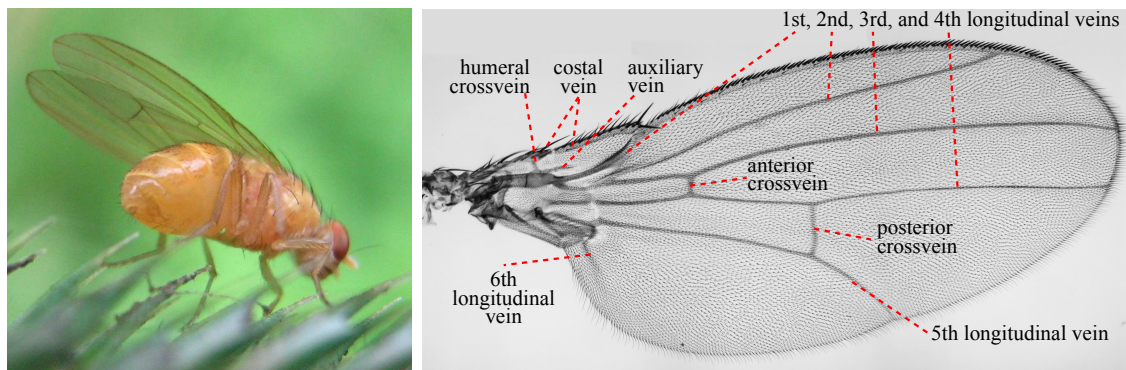 1st, 2nd, 3rd, and 4th longitudinal veins
humeral
crossvein
costal
vein
auxiliary
vein
anterior
crossvein
posterior
crossvein
6th
longitudinal
vein
5th longitudinal vein